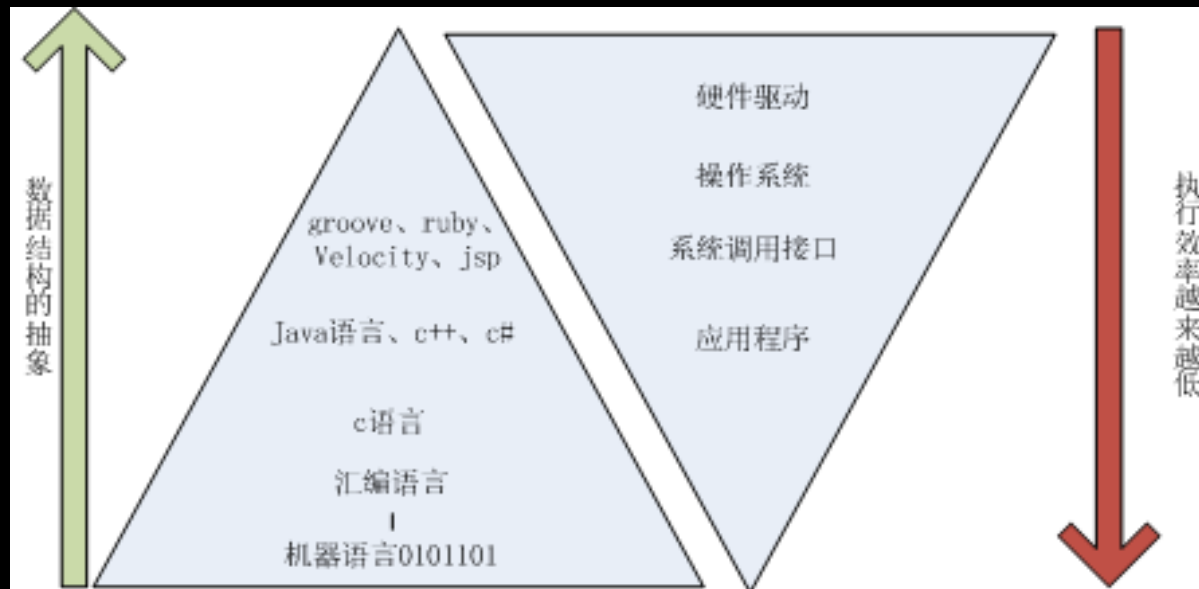 数据结构的抽象
groove、ruby、
Velocity、jsp
Java语言、c++、c#
c语言
汇编语言
机器语言0101101
硬件驱动
操作系统
系统调用接口
应用程序
执行效率越来越低